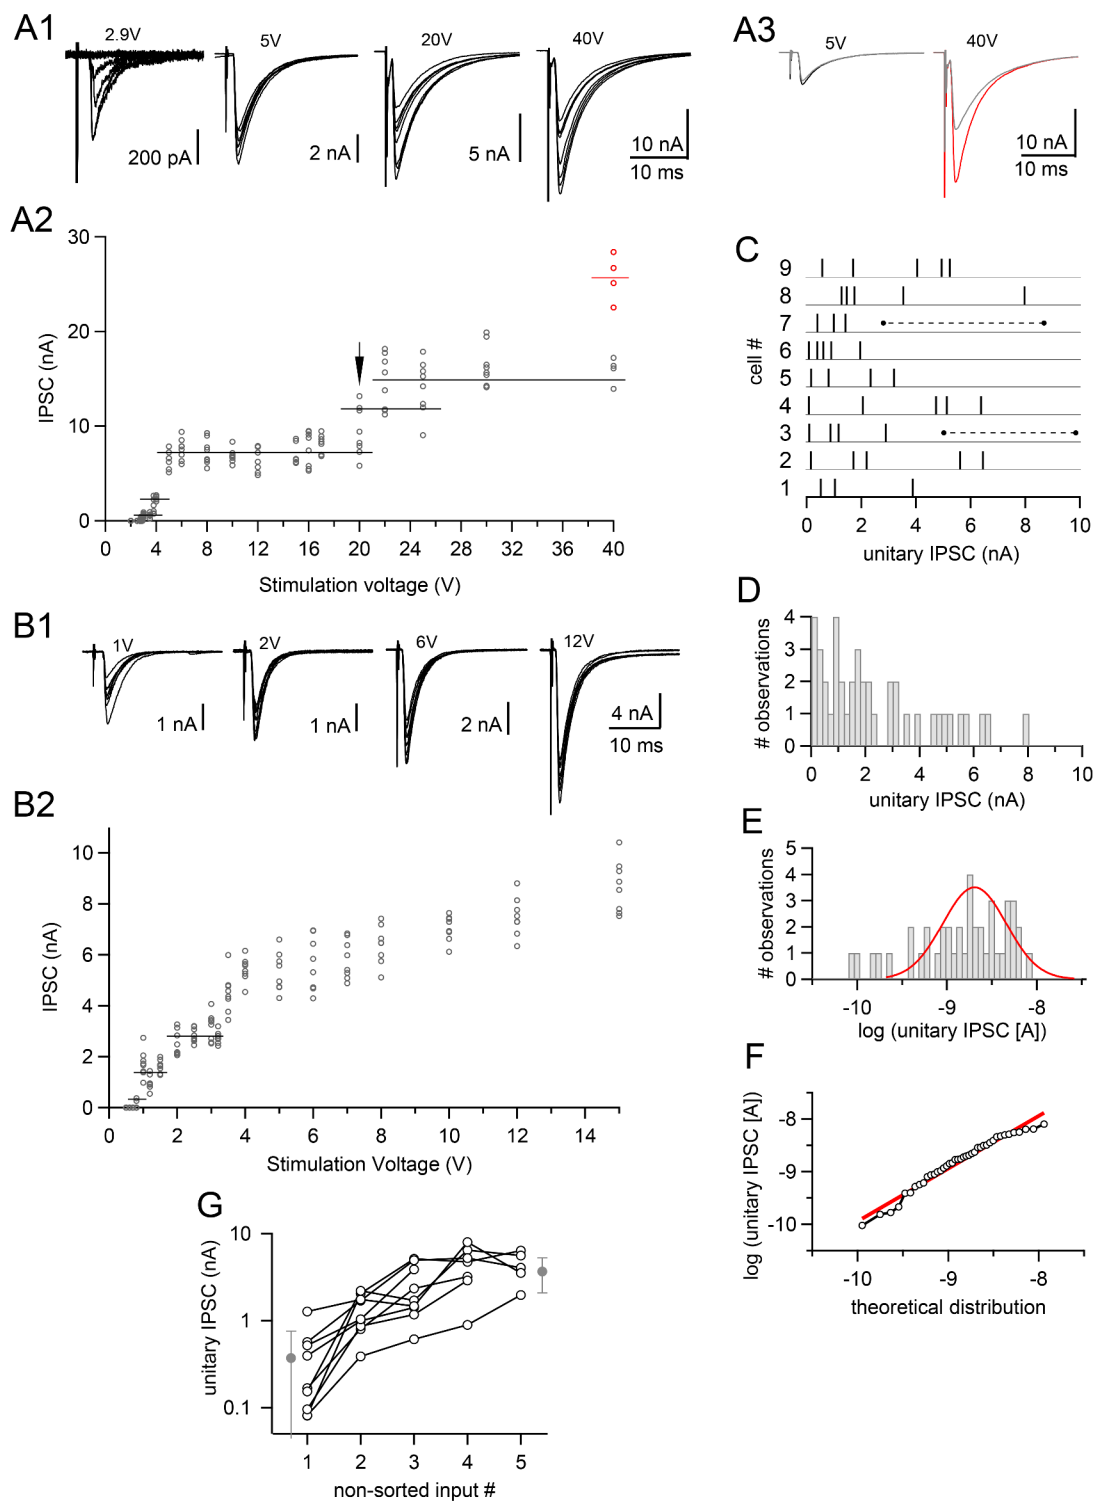 A1
2.9V
5V
20V
40V
200 pA
2 nA
5 nA
10 nA
10 ms
A3
5V
40V
10 nA
10 ms
A2
30
20
10
0
IPSC (nA)
0 4 8 12 16 20 24 28 32 36 40
Stimulation voltage (V)
C
9
8
7
6
5
4
3
2
1
cell #
0 2 4 6 8 10
unitary IPSC (nA)
B1
1V
2V
6V
12V
1 nA
1 nA
2 nA
4 nA
10 ms
D
4
3
2
1
0
# observations
0 2 4 6 8 10
unitary IPSC (nA)
B2
10
8
6
4
2
0
IPSC (nA)
0 2 4 6 8 10 12 14
Stimulation Voltage (V)
E
5
4
3
2
1
0
# observations
-10 -9 -8
log (unitary IPSC [A])
F
-8
-9
-10
log (unitary IPSC [A])
-10 -9 -8
theoretical distribution
G
10
1
0.1
unitary IPSC (nA)
1 2 3 4 5
non-sorted input #